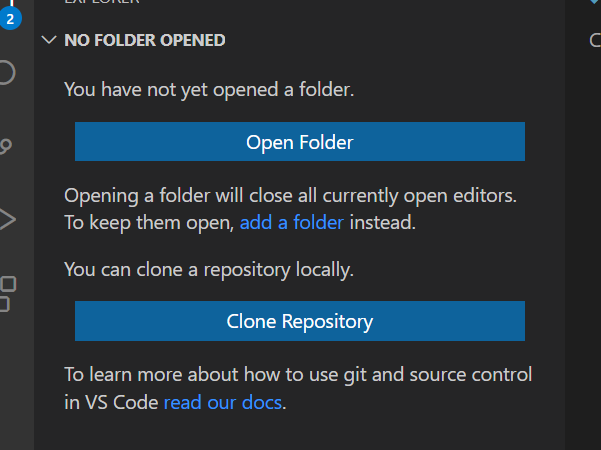 EXPLORER
2
NO FOLDER OPENED
You have not yet opened a folder.
Open Folder
Opening a folder will close all currently open editors.
To keep them open, add a folder instead.
You can clone a repository locally.
Clone Repository
To learn more about how to use git and source control
in VS Code read our docs.